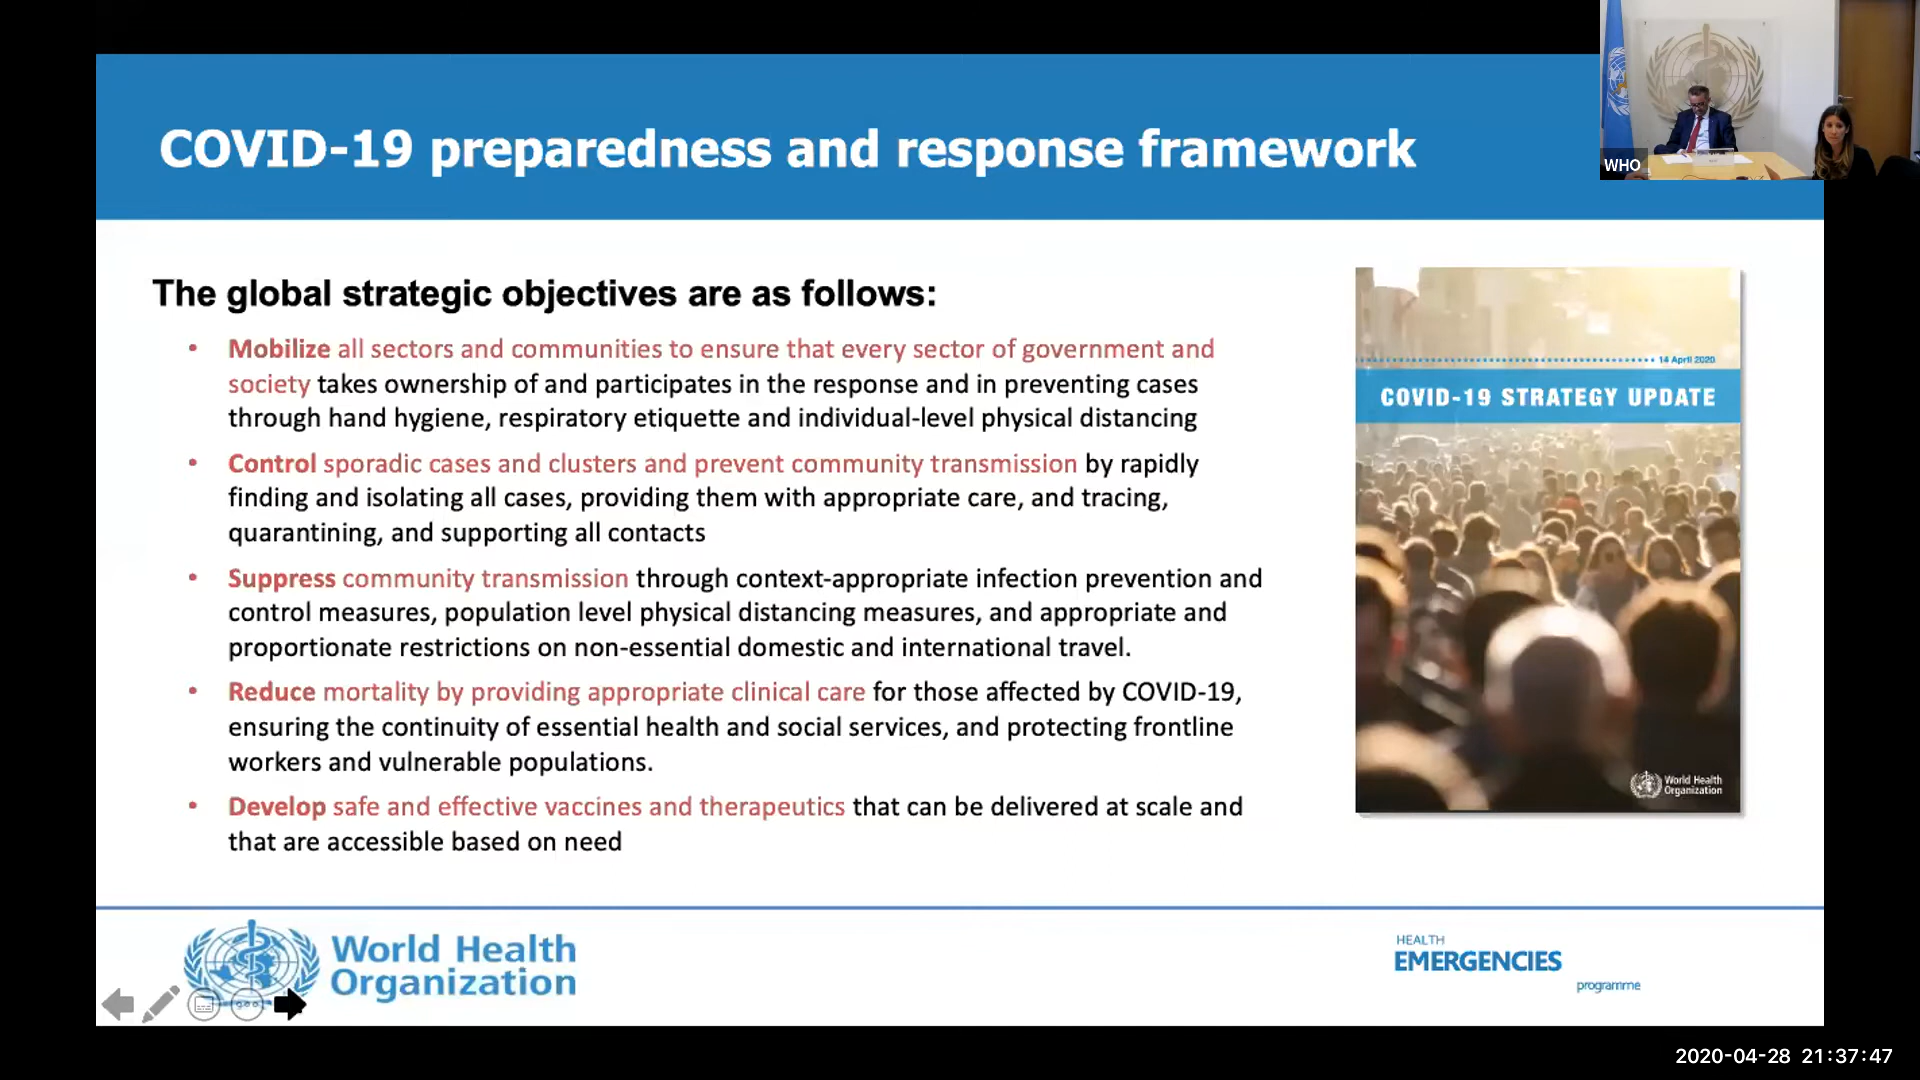 COVID-19 preparedness and response framework
WHO
The global strategic objectives are as follows:
• Mobilize all sectors and communities to ensure that every sector of government and
society takes ownership of and participates in the response and in preventing cases
through hand hygiene, respiratory etiquette and individual-level physical distancing
• Control sporadic cases and clusters and prevent community transmission by rapidly
finding and isolating all cases, providing them with appropriate care, and tracing,
quarantining, and supporting all contacts
• Suppress community transmission through context-appropriate infection prevention and
control measures, population level physical distancing measures, and appropriate and
proportionate restrictions on non-essential domestic and international travel.
• Reduce mortality by providing appropriate clinical care for those affected by COVID-19,
ensuring the continuity of essential health and social services, and protecting frontline
workers and vulnerable populations.
• Develop safe and effective vaccines and therapeutics that can be delivered at scale and
that are accessible based on need
14 April 2020
COVID-19 STRATEGY UPDATE
World Health
Organization
World Health
Organization
HEALTH
EMERGENCIES
programme
2020-04-28 21:37:47